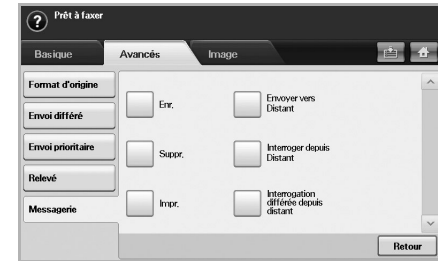 Prêt à faxer
Basique
Avancés
Image
Format d'origine
Envoi différé
Envoi prioritaire
Relevé
Messagerie
Enr.
Envoyer vers
Distant
Suppr.
Interroger depuis
Distant
Impr.
Interrogation
différée depuis
distant
Retour